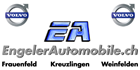 VOLVO
EA
VOLVO
EngelerAutomobile.ch
Frauenfeld Kreuzlingen Weinfelden